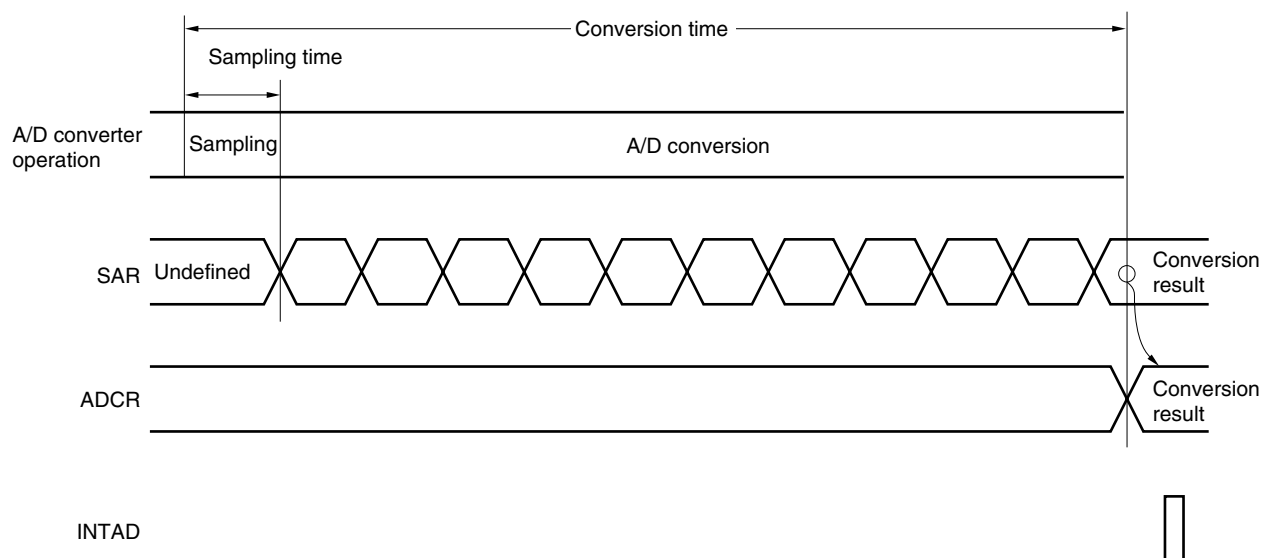 Conversion time
Sampling time
A/D converter
operation
Sampling
A/D conversion
SAR
Undefined
Conversion
result
ADCR
Conversion
result
INTAD